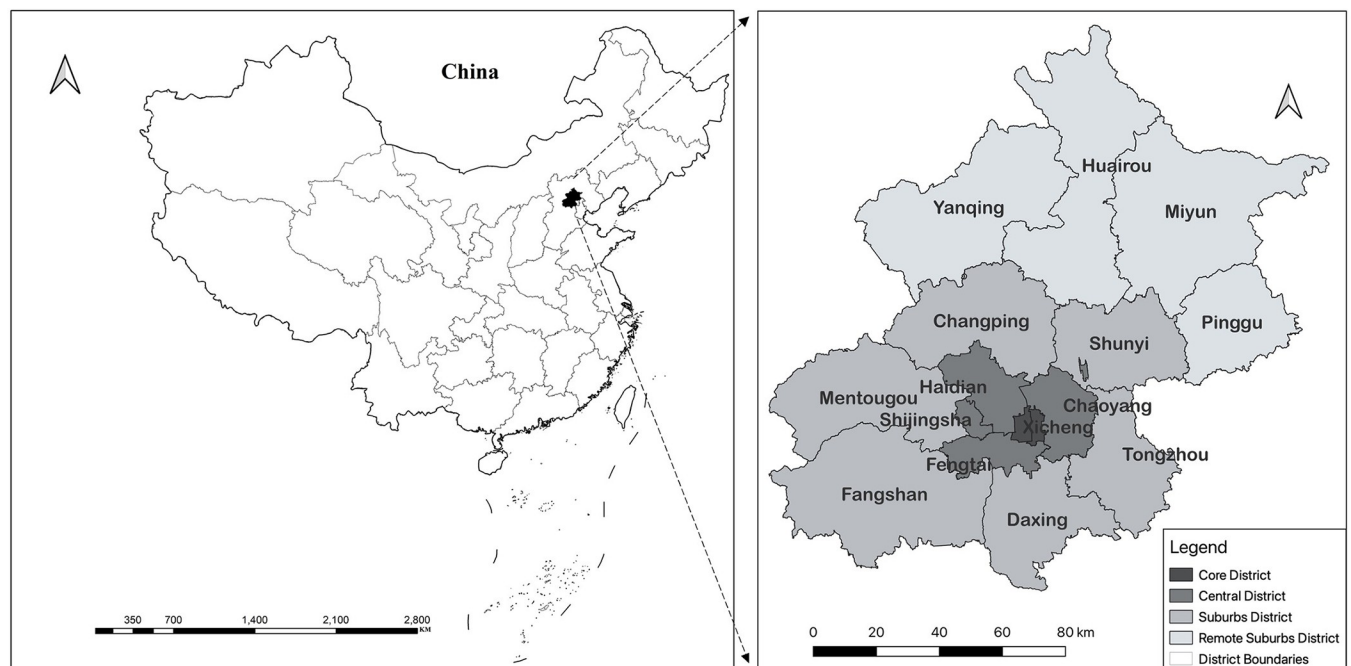 China
350 700 1,400 2,100 2,800
KM
Huairou
Yanqing
Miyun
Changping
Pinggu
Shunyi
Haidian
Mentougou
Chaoyang
Shijingsha
Xicheng
Tongzhou
Fengtai
Fangshan
Daxing
Legend
Core District
Central District
Suburbs District
Remote Suburbs District
District Boundaries
0 20 40 60 80 km